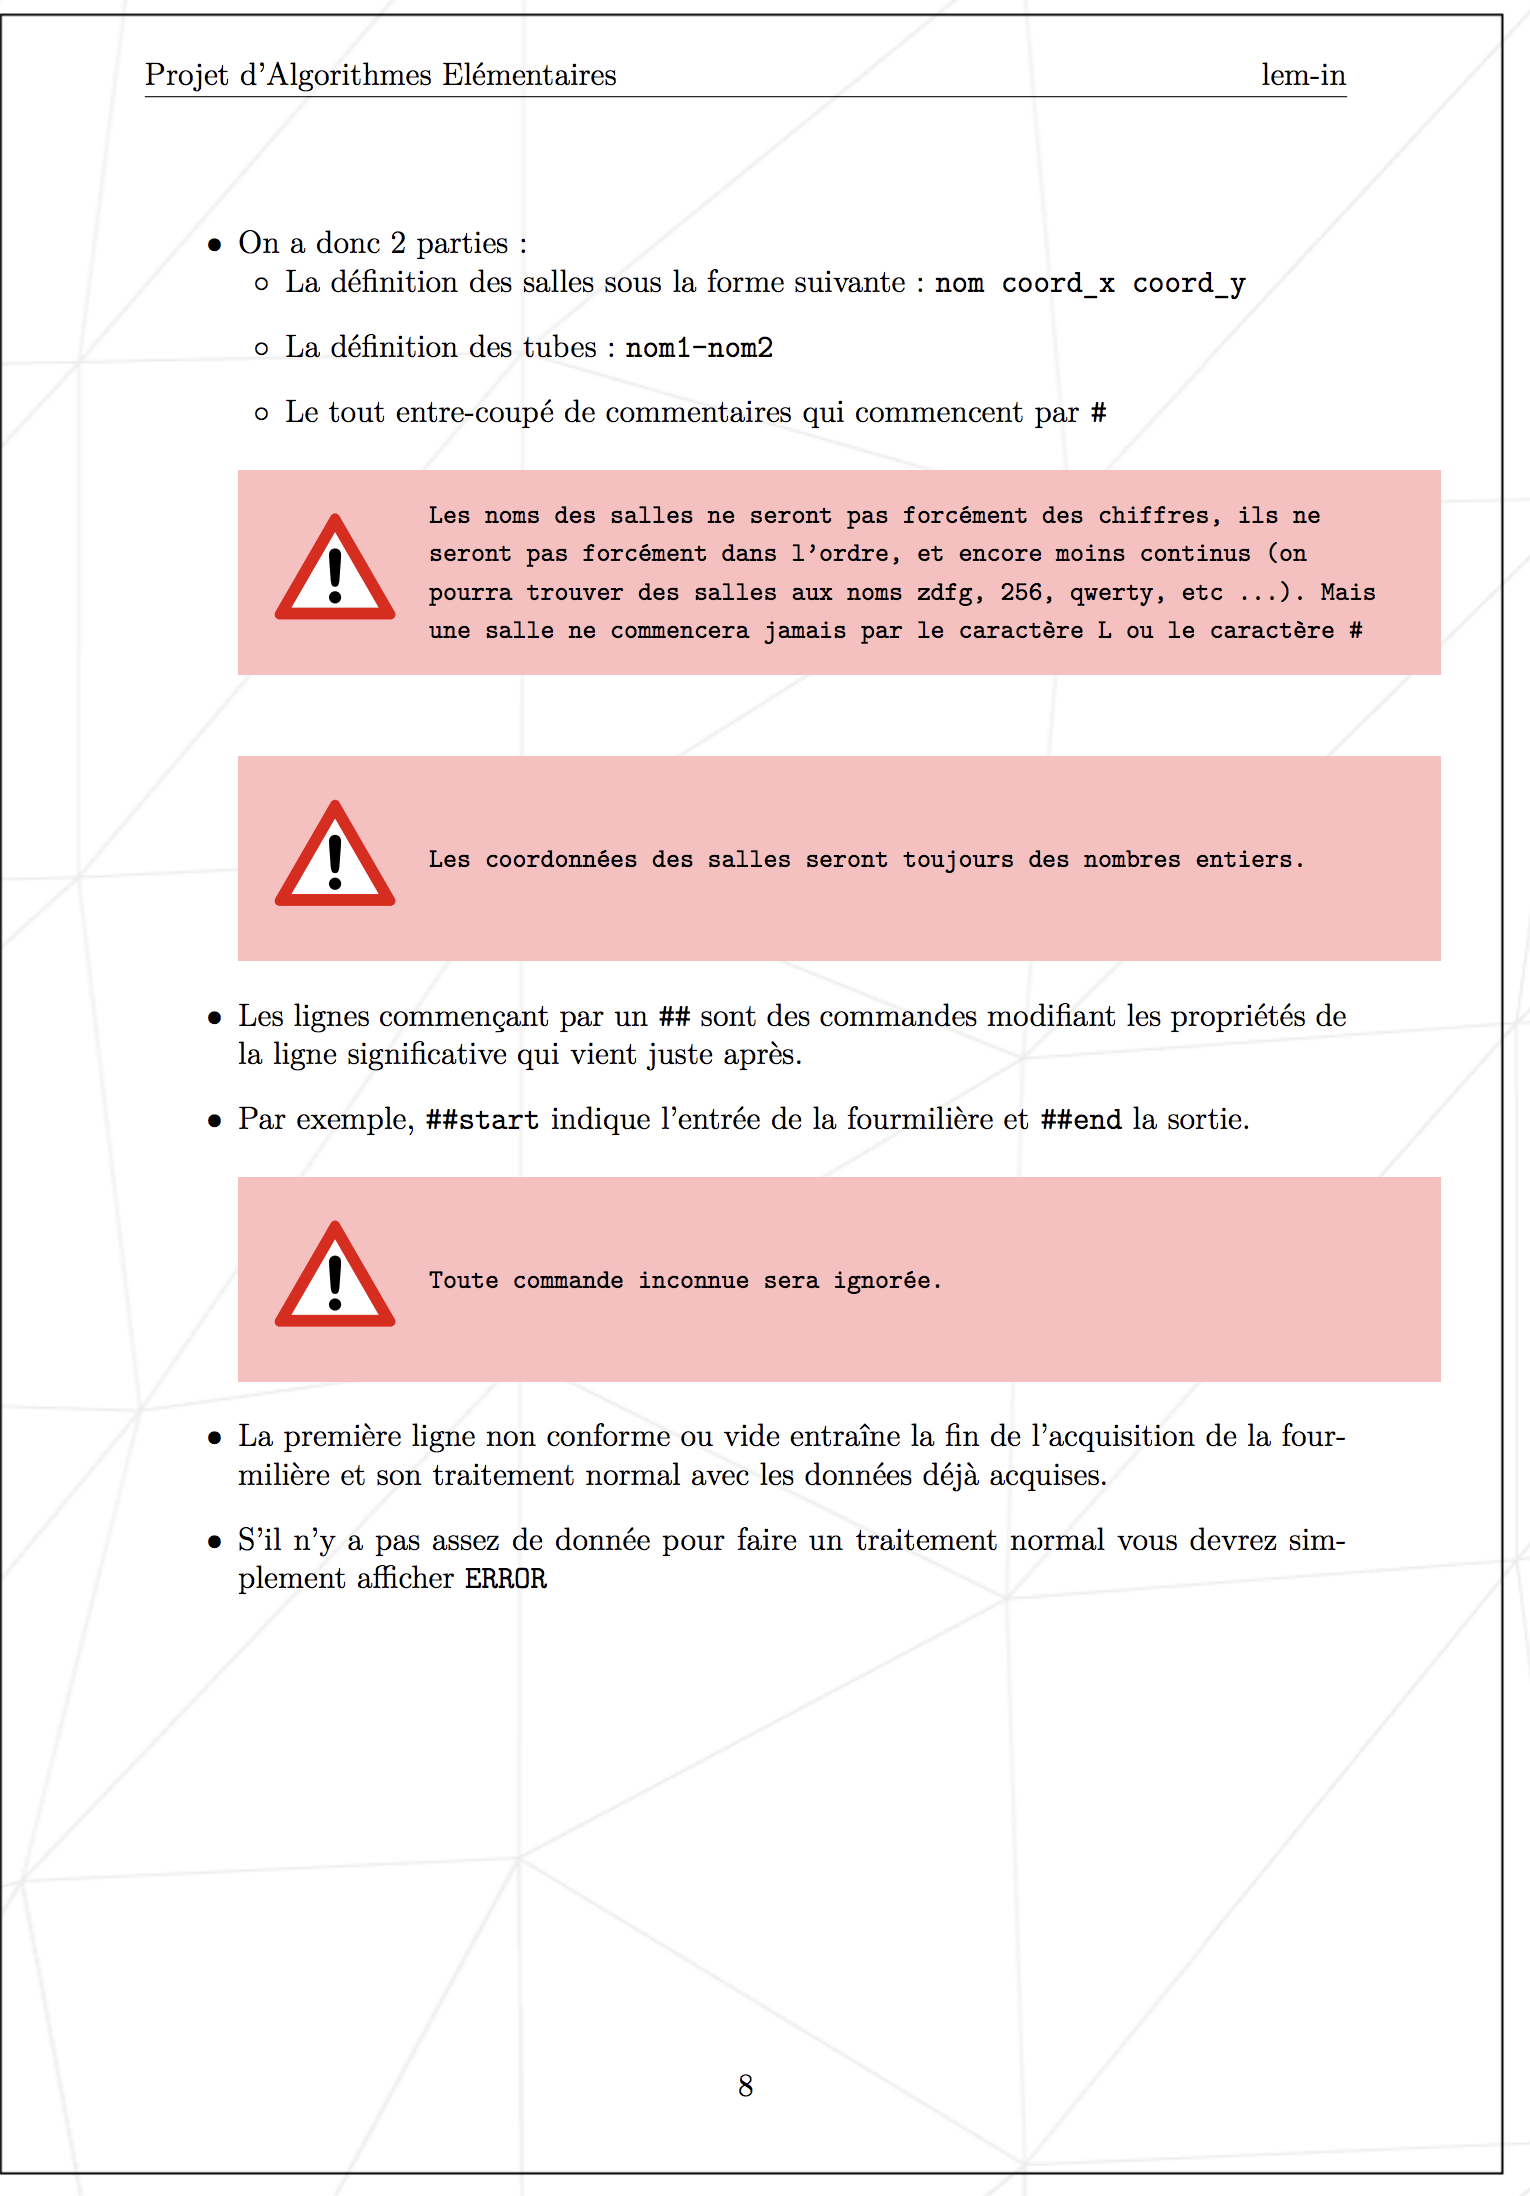 Projet d'Algorithmes Elémentaires lem-in
• On a donc 2 parties :
◦ La définition des salles sous la forme suivante : nom coord_x coord_y
◦ La définition des tubes : nom1-nom2
◦ Le tout entre-coupé de commentaires qui commencent par #
Les noms des salles ne seront pas forcément des chiffres, ils ne
seront pas forcément dans l'ordre, et encore moins continus (on
pourra trouver des salles aux noms zdfg, 256, qwerty, etc ...). Mais
une salle ne commencera jamais par le caractère L ou le caractère #
Les coordonnées des salles seront toujours des nombres entiers.
• Les lignes commençant par un ## sont des commandes modifiant les propriétés de
la ligne significative qui vient juste après.
• Par exemple, ##start indique l'entrée de la fourmilière et ##end la sortie.
Toute commande inconnue sera ignorée.
• La première ligne non conforme ou vide entraîne la fin de l'acquisition de la four-
milière et son traitement normal avec les données déjà acquises.
• S'il n'y a pas assez de donnée pour faire un traitement normal vous devrez sim-
plement afficher ERROR
8